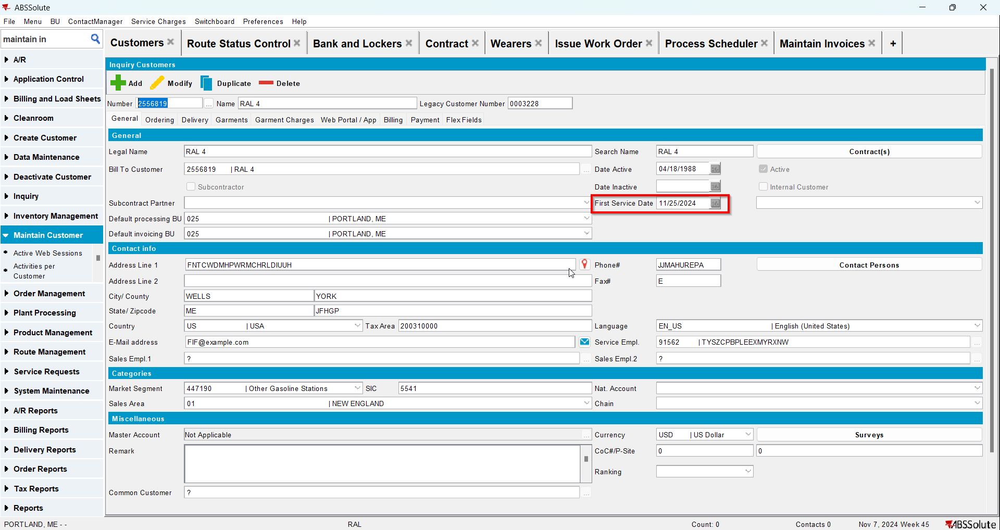 ABSSolute
File Menu BU ContactManager Service Charges Switchboard Preferences Help
maintain in
Customers Route Status Control Bank and Lockers Contract Wearers Issue Work Order Process Scheduler Maintain Invoices +
A/R
Application Control
Billing and Load Sheets
Cleanroom
Create Customer
Data Maintenance
Deactivate Customer
Inquiry
Inventory Management
Maintain Customer
Active Web Sessions
Activities per
Customer
Order Management
Plant Processing
Product Management
Route Management
Service Requests
System Maintenance
A/R Reports
Billing Reports
Delivery Reports
Order Reports
Tax Reports
Reports
Inquiry Customers
Add Modify Duplicate Delete
Number 2556819 ... Name RAL 4 Legacy Customer Number 0003228
General Ordering Delivery Garments Garment Charges Web Portal / App Billing Payment Flex Fields
General
Legal Name RAL 4 Search Name RAL 4 Contract(s)
Bill To Customer 2556819 | RAL 4 ... Date Active 04/18/1988 16 Active
Subcontractor Date Inactive 16 Internal Customer
Subcontract Partner First Service Date 11/25/2024 16
Default processing BU 025 | PORTLAND, ME
Default invoicing BU 025 | PORTLAND, ME
Contact info
Address Line 1 FNTCWDMHPWRMCHRLDIUUH Phone# JJMAHUREPA Contact Persons
Address Line 2 Fax# E
City/ County WELLS YORK
State/ Zipcode ME JFHGP
Country US | USA Tax Area 200310000 Language EN_US | English (United States)
E-Mail address FIF@example.com Service Empl. 91562 | TYSZCPBPLEEXMYRXNW ...
Sales Empl.1 ? ... Sales Empl.2 ? ...
Categories
Market Segment 447190 | Other Gasoline Stations SIC 5541 Nat. Account
Sales Area 01 | NEW ENGLAND Chain
Miscellaneous
Master Account Not Applicable ... Currency USD | US Dollar Surveys
Remark CoC#/P-Site 0 0
Ranking
Common Customer ? ...
PORTLAND, ME - - RAL Count: 0 Contacts 0 Nov 7, 2024 Week 45 ABSSolute